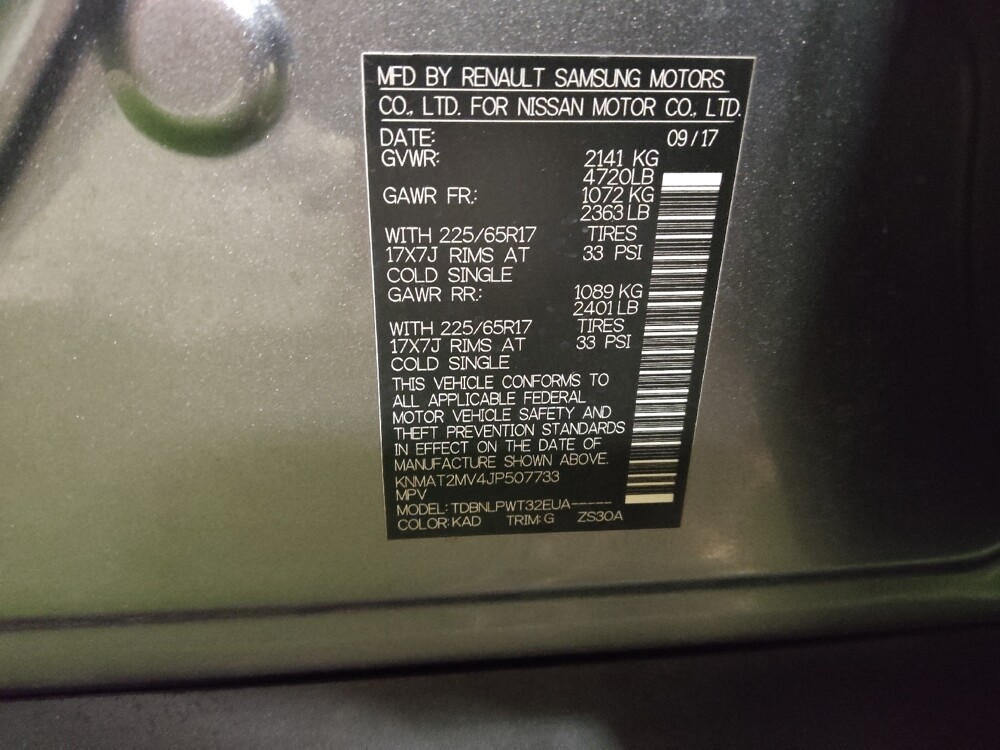 MFD BY RENAULT SAMSUNG MOTORS
CO., LTD. FOR NISSAN MOTOR CO., LTD.
DATE: 09/17
GVWR: 2141 KG
4720LB
GAWR FR.: 1072 KG
2363 LB
WITH 225/65R17 TIRES
17X7J RIMS AT 33 PSI
COLD SINGLE
GAWR RR.: 1089 KG
2401 LB
WITH 225/65R17 TIRES
17X7J RIMS AT 33 PSI
COLD SINGLE
THIS VEHICLE CONFORMS TO
ALL APPLICABLE FEDERAL
MOTOR VEHICLE SAFETY AND
THEFT PREVENTION STANDARDS
IN EFFECT ON THE DATE OF
MANUFACTURE SHOWN ABOVE.
KNMAT2MV4JP507733
MPV
MODEL: TDBNLPWT32EUA-----
COLOR: KAD TRIM: G ZS30A